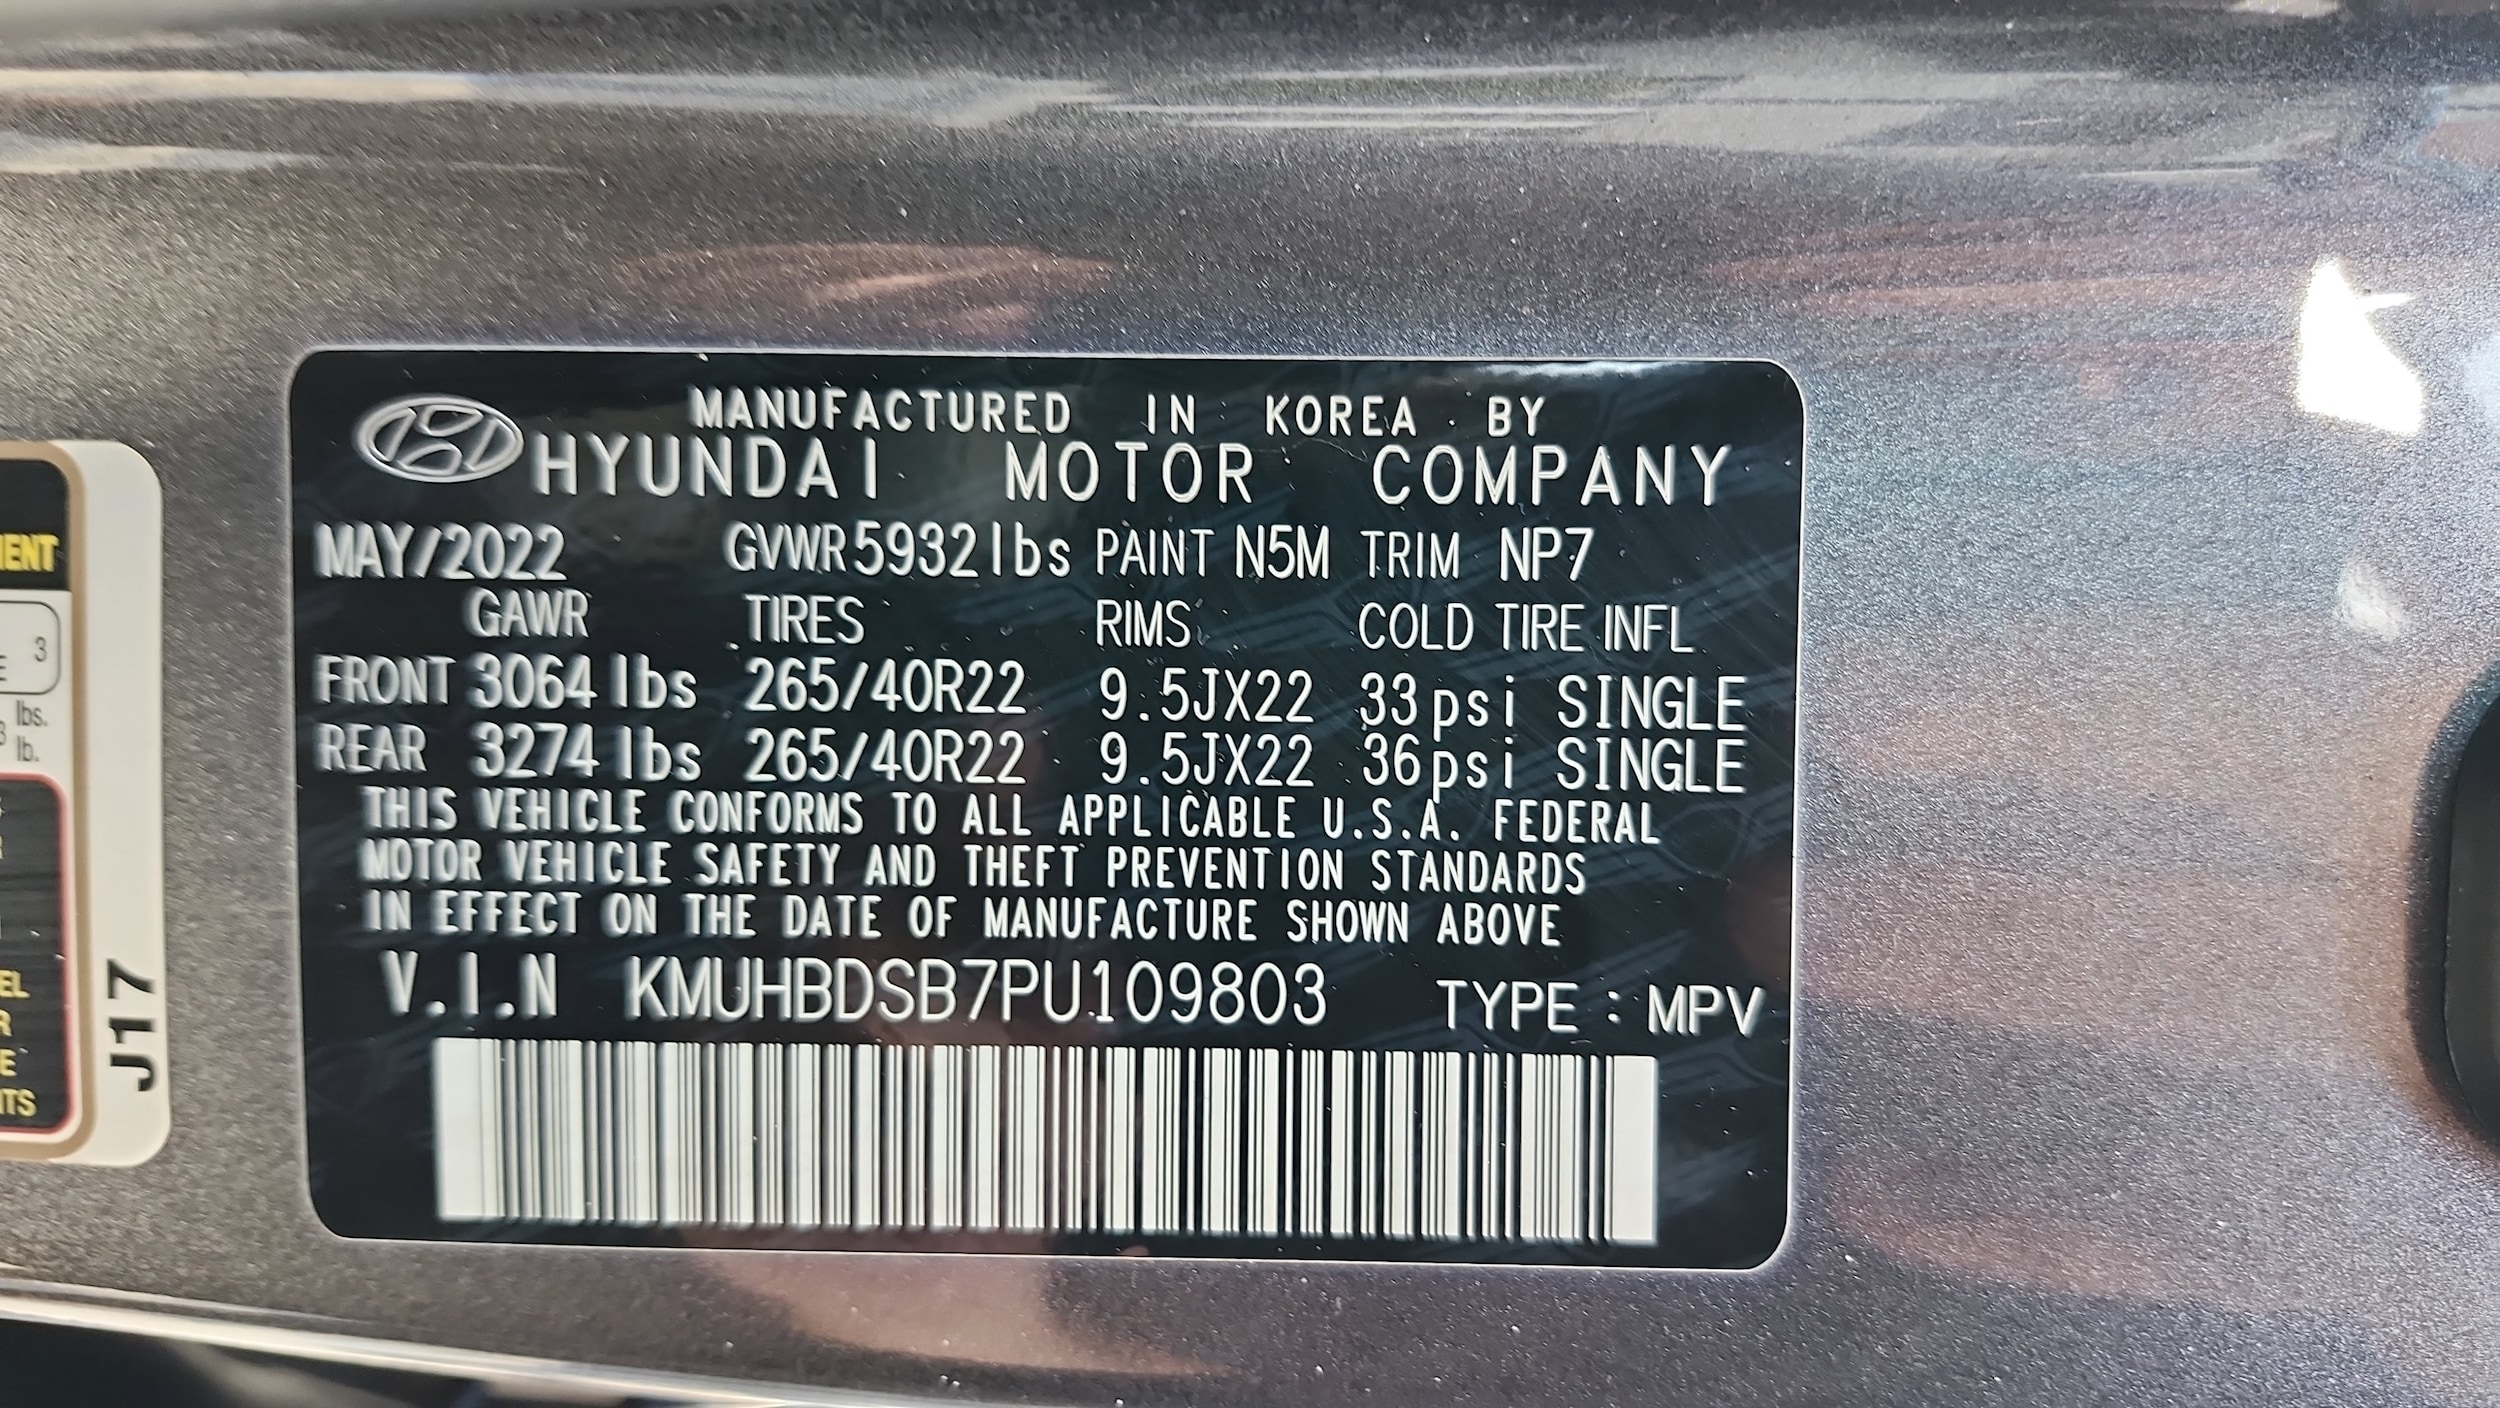 MANUFACTURED IN KOREA BY
HYUNDAI MOTOR COMPANY
MAY/2022 GVWR 5932 lbs PAINT N5M TRIM NP7
GAWR TIRES RIMS COLD TIRE INFL
FRONT 3064 lbs 265/40R22 9.5JX22 33psi SINGLE
REAR 3274 lbs 265/40R22 9.5JX22 36psi SINGLE
THIS VEHICLE CONFORMS TO ALL APPLICABLE U.S.A. FEDERAL
MOTOR VEHICLE SAFETY AND THEFT PREVENTION STANDARDS
IN EFFECT ON THE DATE OF MANUFACTURE SHOWN ABOVE
V.I.N KMUHBDSB7PU109803 TYPE : MPV
3
lbs.
lb.
J17